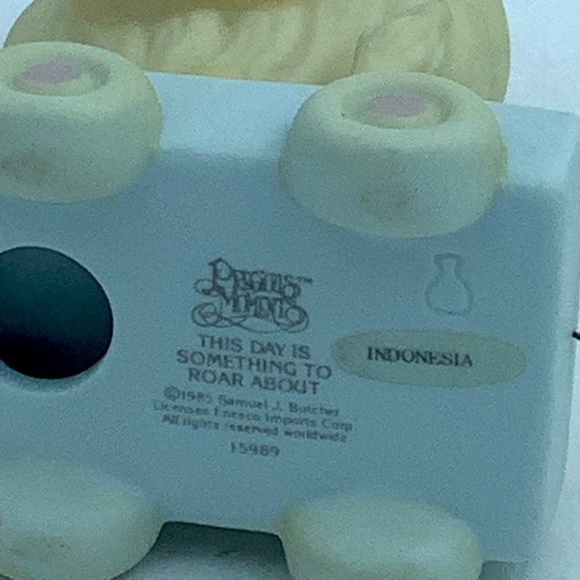 Precious
Moments™
THIS DAY IS
SOMETHING TO
ROAR ABOUT
©1985 Samuel J. Butcher
Licensee Enesco Imports Corp.
All rights reserved worldwide
15989
INDONESIA